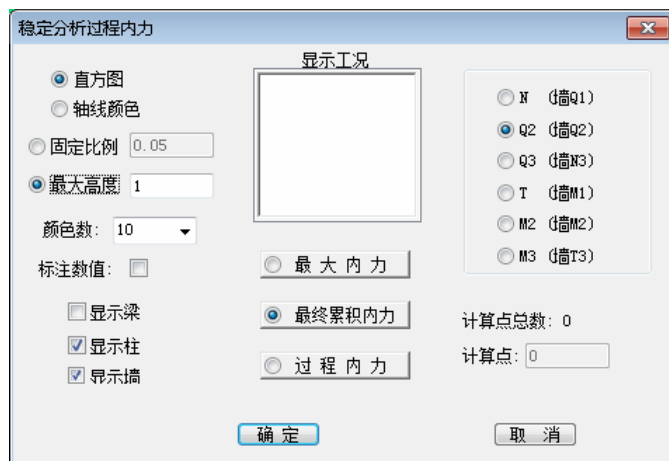 稳定分析过程内力
显示工况
直方图
轴线颜色
固定比例 0.05
最大高度 1
颜色数: 10
标注数值:
显示梁
显示柱
显示墙
最大内力
最终累积内力
过程内力
N (墙Q1)
Q2 (墙Q2)
Q3 (墙N3)
T (墙M1)
M2 (墙M2)
M3 (墙T3)
计算点总数: 0
计算点: 0
确定
取消